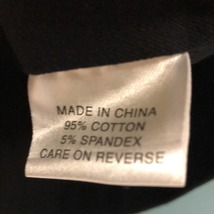 MADE IN CHINA
95% COTTON
5% SPANDEX
CARE ON REVERSE